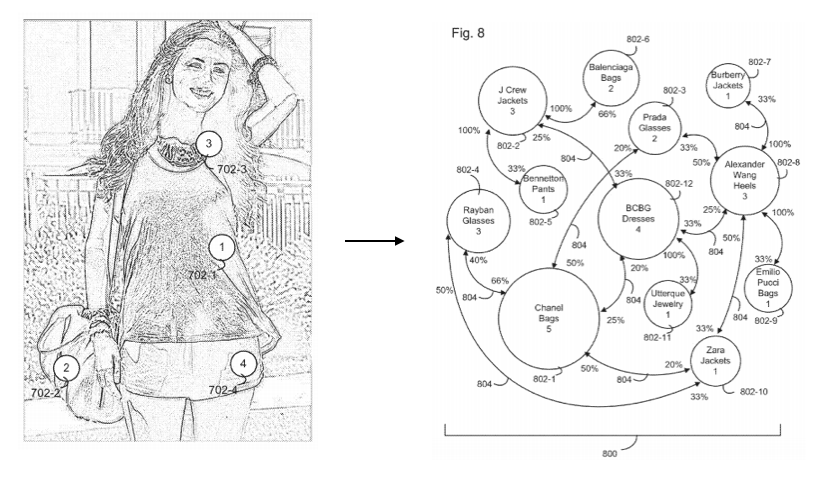 3
702-3
1
702-1
2
702-2
4
702-4
Fig. 8
802-6
Balenciaga
Bags
2
802-7
Burberry
Jackets
1
J Crew
Jackets
3
802-2
100%
66%
25%
100%
802-3
Prada
Glasses
2
20%
33%
33%
804
100%
50%
Alexander
Wang
Heels
3
802-8
802-4
Rayban
Glasses
3
40%
50%
33%
Bennetton
Pants
1
802-5
804
33%
802-12
BCBG
Dresses
4
33%
25%
804
50%
100%
20%
100%
33%
Emilio
Pucci
Bags
1
802-9
804
50%
66%
804
Chanel
Bags
5
802-1
25%
804
33%
Utterque
Jewelry
1
802-11
804
33%
Zara
Jackets
1
802-10
50%
804
20%
33%
804
800